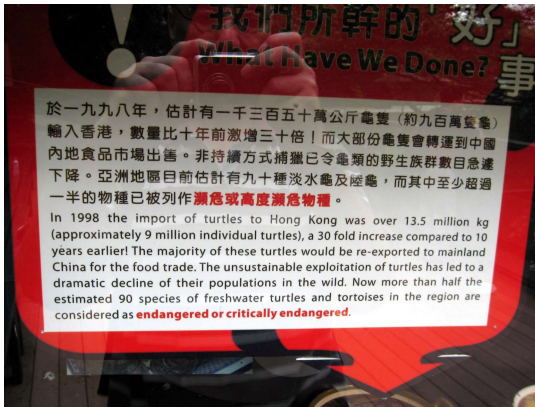 我們所幹的「好」事
What Have We Done?
於一九九八年，估計有一千三百五十萬公斤龜隻（約九百萬隻龜）
輸入香港，數量比十年前激增三十倍！而大部份龜隻會轉運到中國
內地食品市場出售。非持續方式捕獵已令龜類的野生族群數目急遽
下降。亞洲地區目前估計有九十種淡水龜及陸龜，而其中至少超過
一半的物種已被列作瀕危或高度瀕危物種。
In 1998 the import of turtles to Hong Kong was over 13.5 million kg
(approximately 9 million individual turtles), a 30 fold increase compared to 10
years earlier! The majority of these turtles would be re-exported to mainland
China for the food trade. The unsustainable exploitation of turtles has led to a
dramatic decline of their populations in the wild. Now more than half the
estimated 90 species of freshwater turtles and tortoises in the region are
considered as endangered or critically endangered.